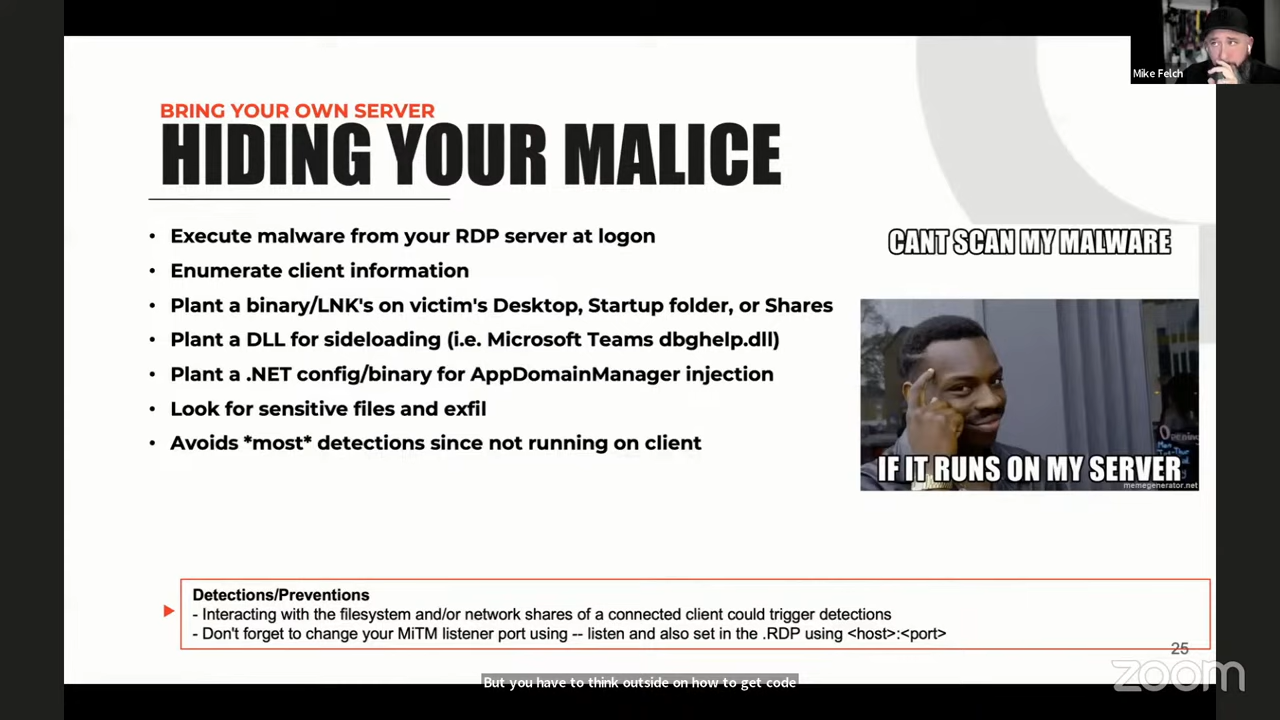 Mike Felch
BRING YOUR OWN SERVER
HIDING YOUR MALICE
• Execute malware from your RDP server at logon
• Enumerate client information
• Plant a binary/LNK's on victim's Desktop, Startup folder, or Shares
• Plant a DLL for sideloading (i.e. Microsoft Teams dbghelp.dll)
• Plant a .NET config/binary for AppDomainManager injection
• Look for sensitive files and exfil
• Avoids *most* detections since not running on client
CANT SCAN MY MALWARE
IF IT RUNS ON MY SERVER
memegenerator.net
Detections/Preventions
- Interacting with the filesystem and/or network shares of a connected client could trigger detections
- Don't forget to change your MiTM listener port using -- listen and also set in the .RDP using <host>:<port>
25
zoom
But you have to think outside on how to get code